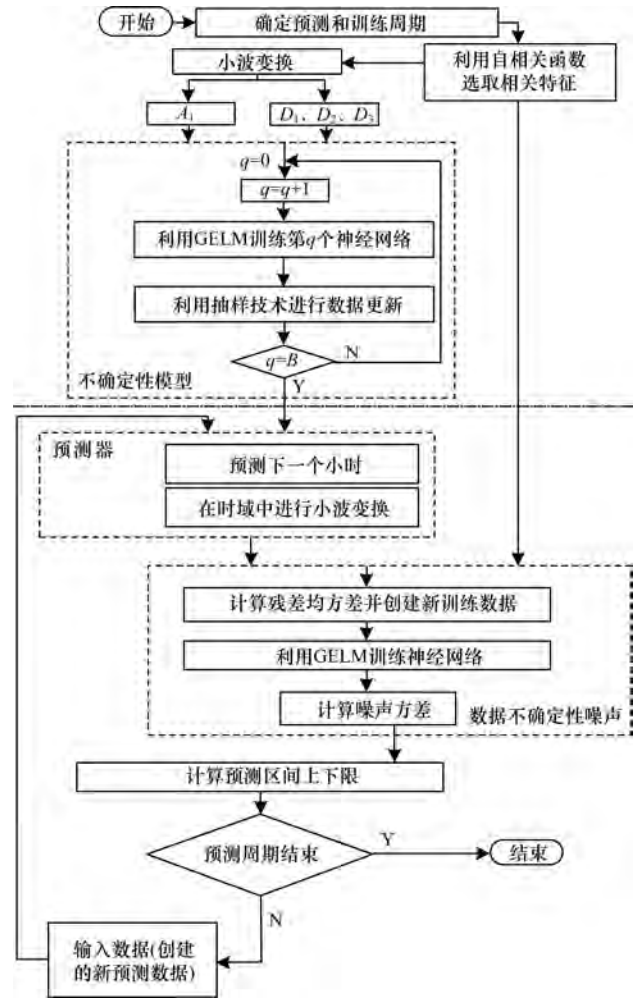 开始
确定预测和训练周期
利用自相关函数
选取相关特征
小波变换
A₁
D₁、D₂、D₃
q=0
q=q+1
利用GELM训练第q个神经网络
利用抽样技术进行数据更新
q=B
N
Y
不确定性模型
预测器
预测下一个小时
在时域中进行小波变换
计算残差均方差并创建新训练数据
利用GELM训练神经网络
计算噪声方差
数据不确定性噪声
计算预测区间上下限
预测周期结束
Y
结束
N
输入数据(创建
的新预测数据)